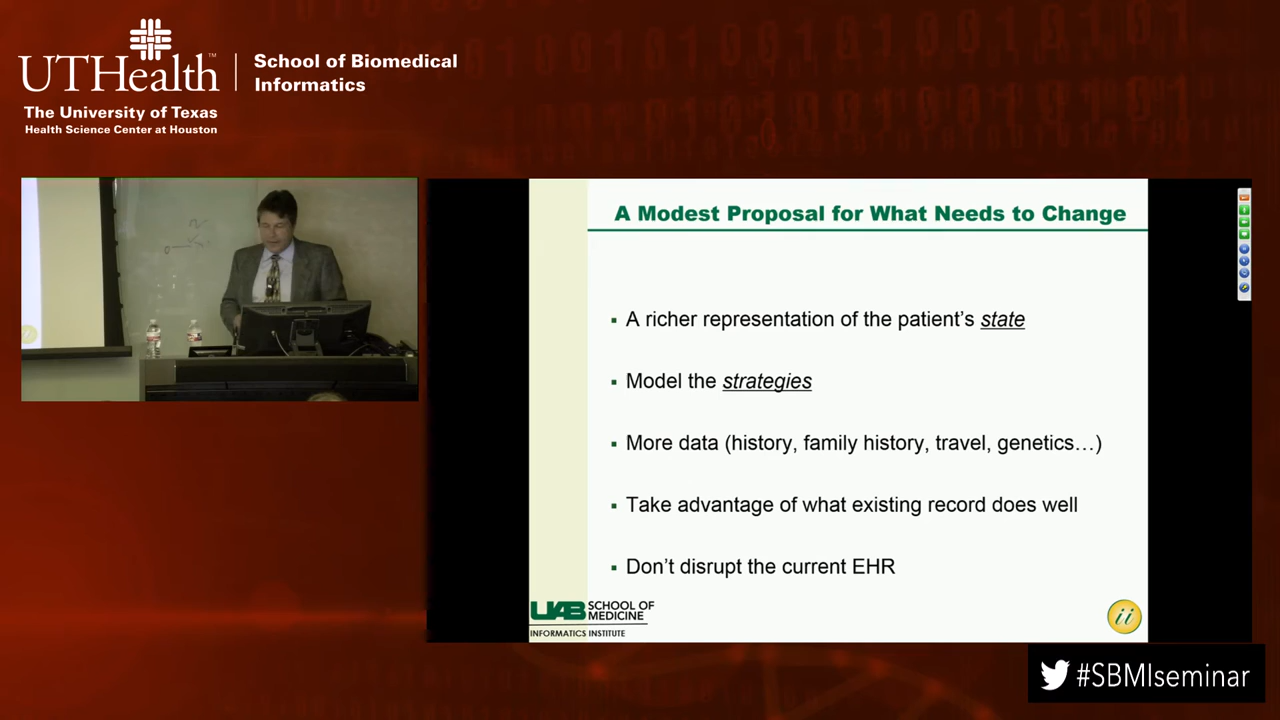 UTHealth™
School of Biomedical
Informatics
The University of Texas
Health Science Center at Houston
A Modest Proposal for What Needs to Change
▪ A richer representation of the patient’s state
▪ Model the strategies
▪ More data (history, family history, travel, genetics…)
▪ Take advantage of what existing record does well
▪ Don’t disrupt the current EHR
UAB SCHOOL OF
MEDICINE
INFORMATICS INSTITUTE
ii
#SBMIseminar